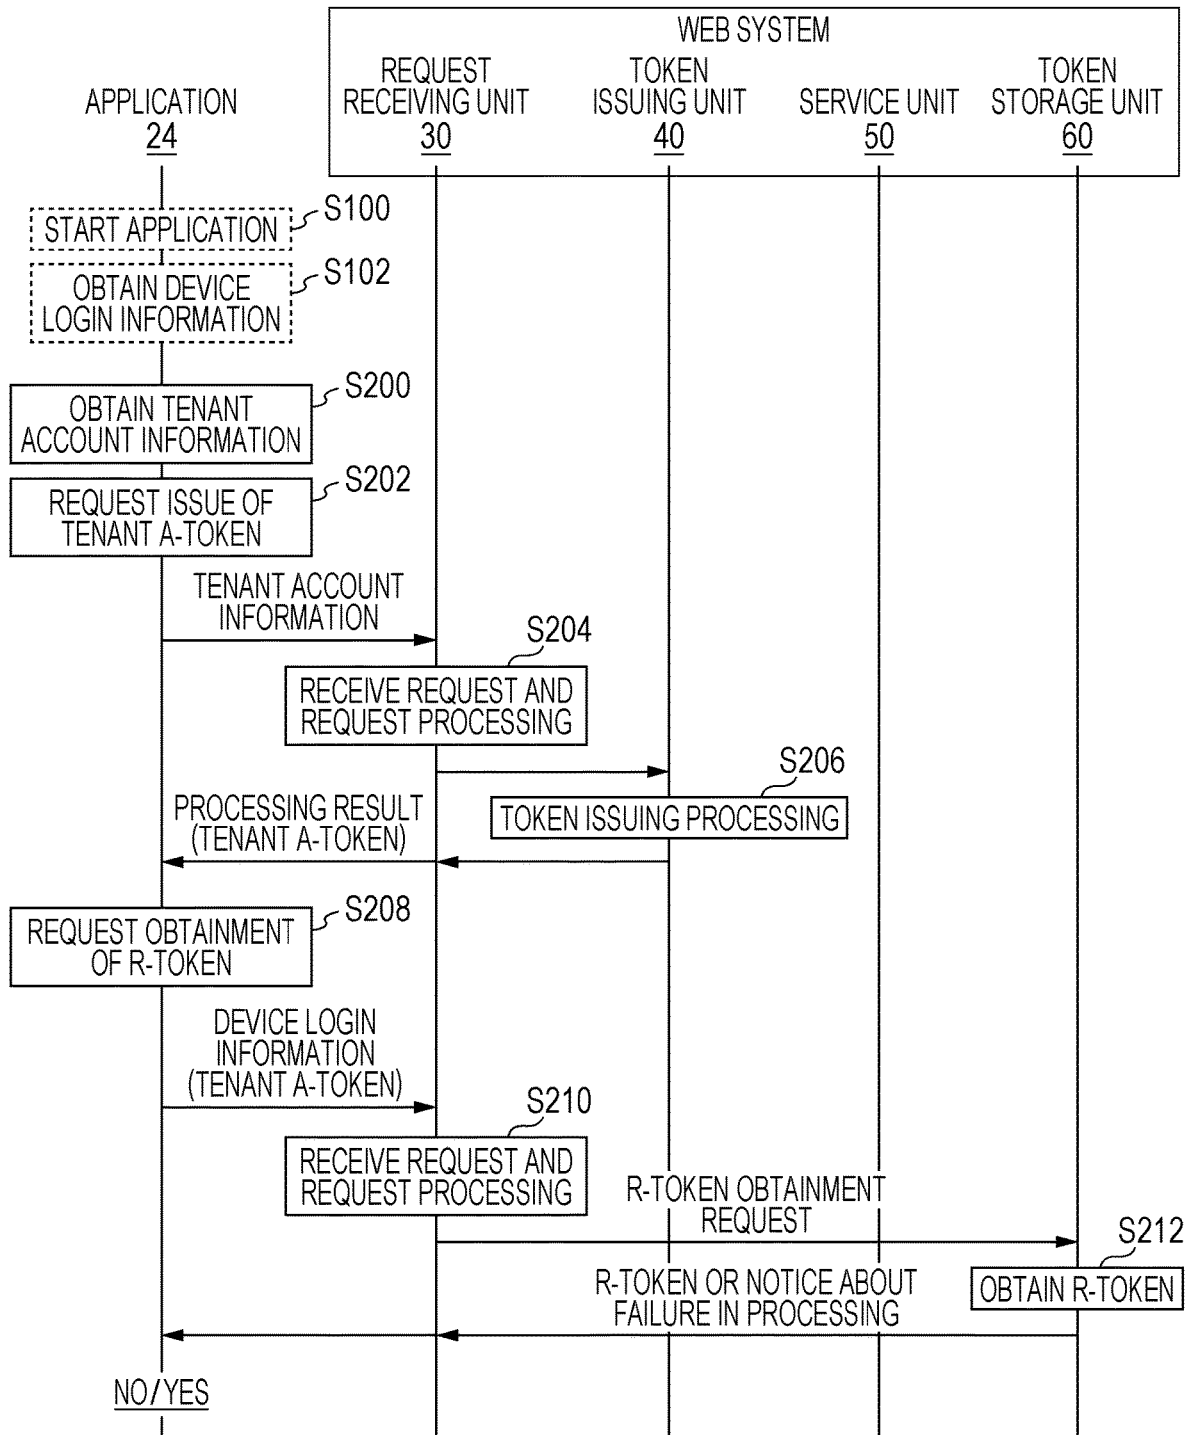 WEB SYSTEM
APPLICATION
24
REQUEST
RECEIVING UNIT
30
TOKEN
ISSUING UNIT
40
SERVICE UNIT
50
TOKEN
STORAGE UNIT
60
START APPLICATION
S100
OBTAIN DEVICE
LOGIN INFORMATION
S102
OBTAIN TENANT
ACCOUNT INFORMATION
S200
REQUEST ISSUE OF
TENANT A-TOKEN
S202
TENANT ACCOUNT
INFORMATION
S204
RECEIVE REQUEST AND
REQUEST PROCESSING
S206
TOKEN ISSUING PROCESSING
PROCESSING RESULT
(TENANT A-TOKEN)
S208
REQUEST OBTAINMENT
OF R-TOKEN
DEVICE LOGIN
INFORMATION
(TENANT A-TOKEN)
S210
RECEIVE REQUEST AND
REQUEST PROCESSING
R-TOKEN OBTAINMENT
REQUEST
S212
OBTAIN R-TOKEN
R-TOKEN OR NOTICE ABOUT
FAILURE IN PROCESSING
NO/YES